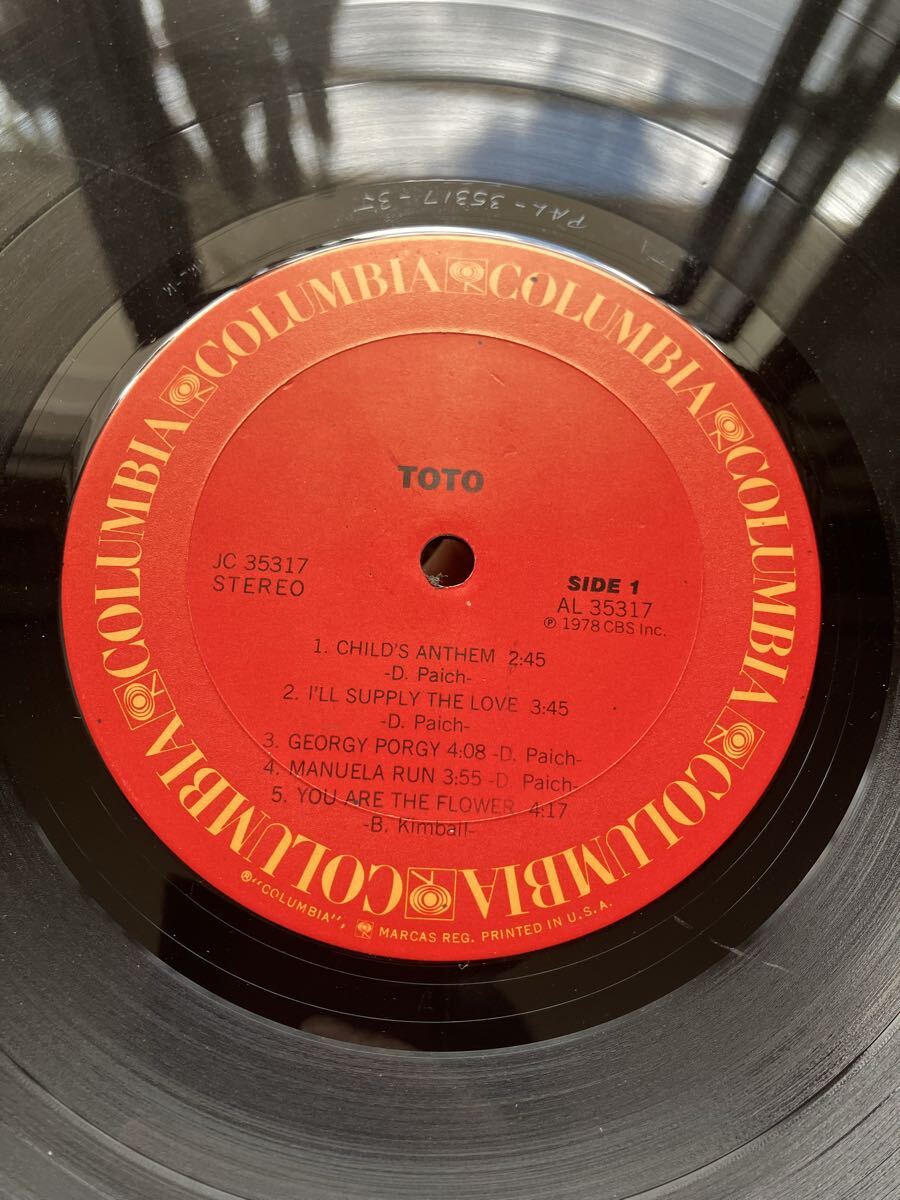 PAL-35317-3J
COLUMBIA COLUMBIA COLUMBIA COLUMBIA COLUMBIA COLUMBIA
TOTO
JC 35317
STEREO
SIDE 1
AL 35317
Ⓟ 1978 CBS Inc.
1. CHILD'S ANTHEM 2:45
-D. Paich-
2. I'LL SUPPLY THE LOVE 3:45
-D. Paich-
3. GEORGY PORGY 4:08 -D. Paich-
4. MANUELA RUN 3:55 -D. Paich-
5. YOU ARE THE FLOWER 4:17
-B. Kimball-
® "COLUMBIA", MARCAS REG. PRINTED IN U.S.A.